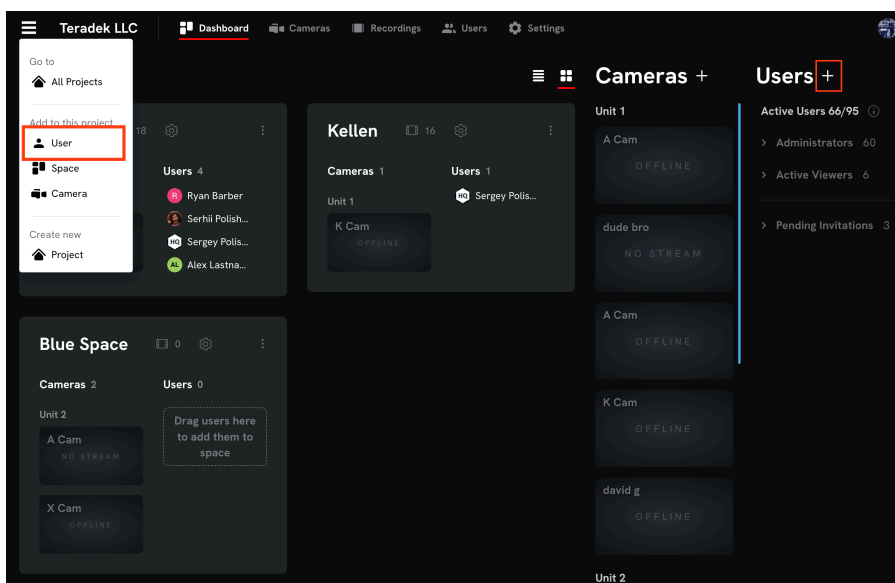 Teradek LLC
Dashboard
Cameras
Recordings
Users
Settings
Go to
All Projects
Add to this project
User
Space
Camera
Create new
Project
18
Users 4
Ryan Barber
Serhii Polish...
HQ Sergey Polis...
AL Alex Lastna...
Kellen 16
Cameras 1
Users 1
Unit 1
HQ Sergey Polis...
K Cam
OFFLINE
Blue Space 0
Cameras 2
Users 0
Unit 2
A Cam
NO STREAM
X Cam
OFFLINE
Drag users here
to add them to
space
Cameras +
Unit 1
A Cam
OFFLINE
dude bro
NO STREAM
A Cam
OFFLINE
K Cam
OFFLINE
david g
OFFLINE
Unit 2
Users +
Active Users 66/95
Administrators 60
Active Viewers 6
Pending Invitations 3